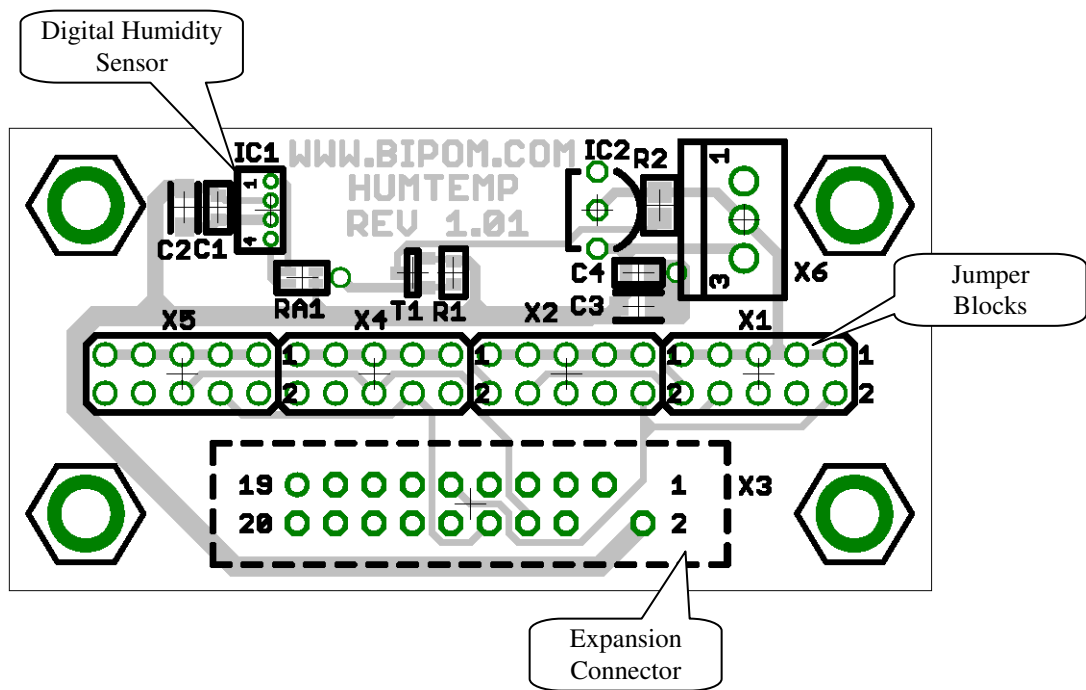 Digital Humidity
Sensor
WWW.BIPOM.COM
HUMTEMP
REV 1.01
IC1
1
4
C2
C1
IC2
R2
1
3
X6
C4
C3
RA1
T1
R1
Jumper
Blocks
X5
X4
X2
X1
1
1
1
1
2
2
2
2
19
1
X3
20
2
Expansion
Connector